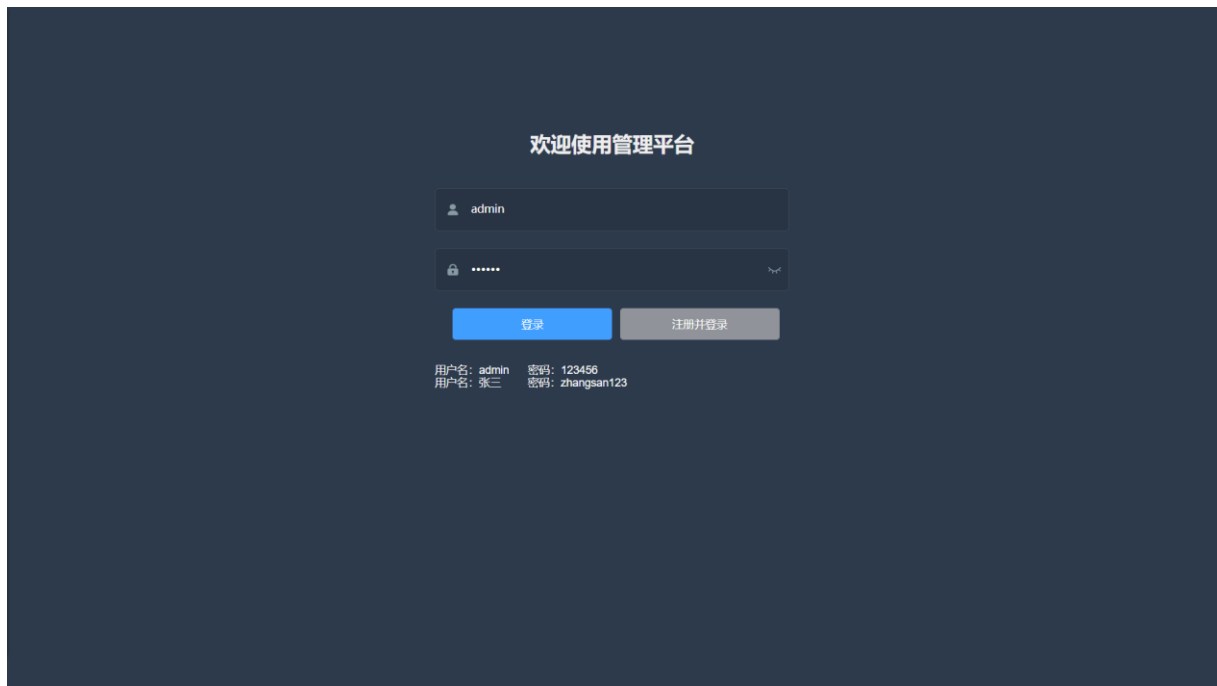 欢迎使用管理平台
admin
••••••
登录 注册并登录
用户名：admin 密码：123456
用户名：张三 密码：zhangsan123